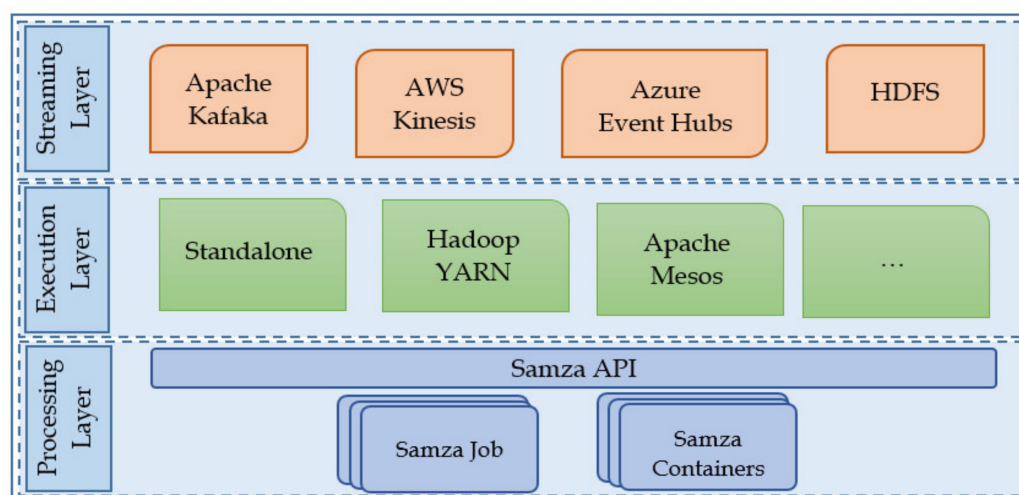 Streaming
Layer
Apache
Kafaka
AWS
Kinesis
Azure
Event Hubs
HDFS
Execution
Layer
Standalone
Hadoop
YARN
Apache
Mesos
…
Processing
Layer
Samza API
Samza Job
Samza
Containers